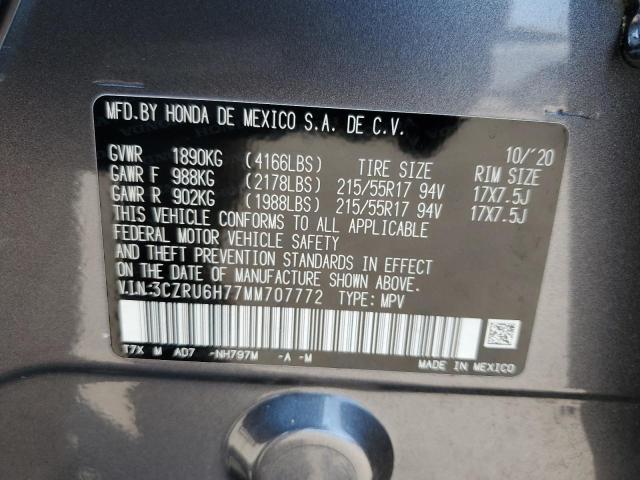 MFD.BY HONDA DE MEXICO S.A. DE C.V.
10/'20
GVWR 1890KG (4166LBS) TIRE SIZE RIM SIZE
GAWR F 988KG (2178LBS) 215/55R17 94V 17X7.5J
GAWR R 902KG (1988LBS) 215/55R17 94V 17X7.5J
THIS VEHICLE CONFORMS TO ALL APPLICABLE
FEDERAL MOTOR VEHICLE SAFETY
AND THEFT PREVENTION STANDARDS IN EFFECT
ON THE DATE OF MANUFACTURE SHOWN ABOVE.
V.I.N.:3CZRU6H77MM707772 TYPE: MPV
T7X M AD7 -NH797M -A -M
MADE IN MEXICO